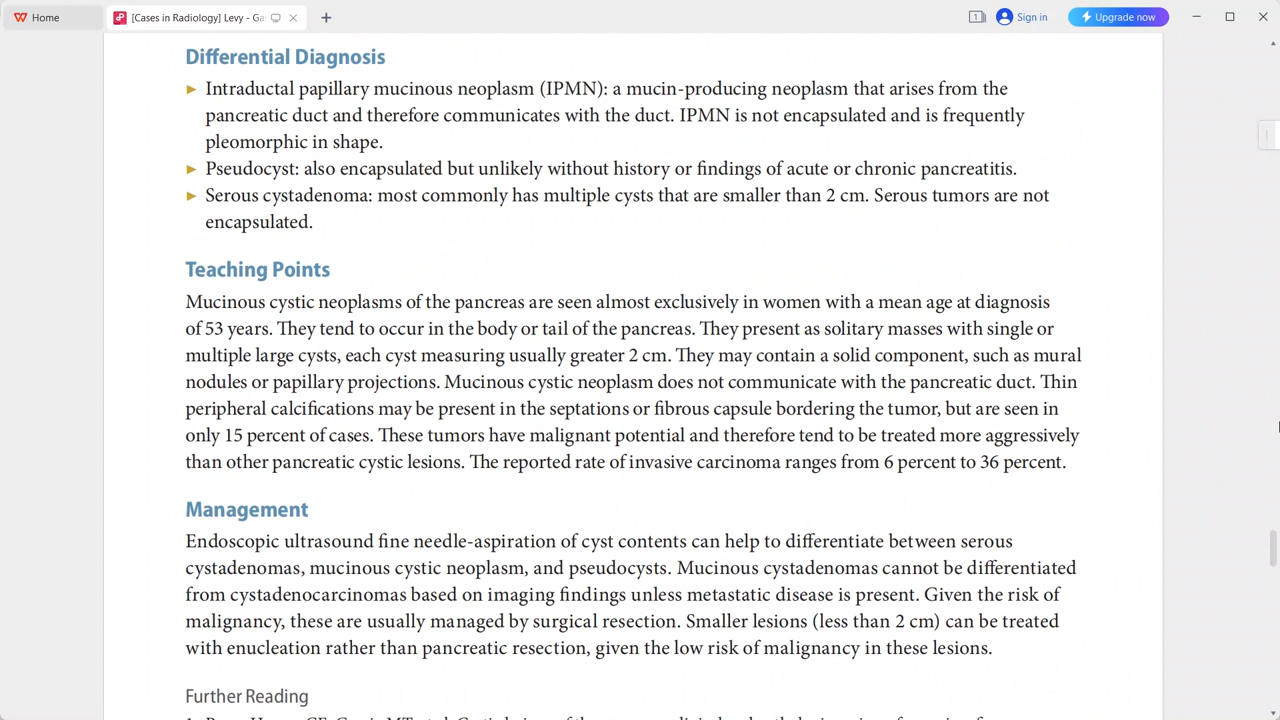 Home
[Cases in Radiology] Levy - Ga
1
Sign in
Upgrade now
Differential Diagnosis
► Intraductal papillary mucinous neoplasm (IPMN): a mucin-producing neoplasm that arises from the
pancreatic duct and therefore communicates with the duct. IPMN is not encapsulated and is frequently
pleomorphic in shape.
► Pseudocyst: also encapsulated but unlikely without history or findings of acute or chronic pancreatitis.
► Serous cystadenoma: most commonly has multiple cysts that are smaller than 2 cm. Serous tumors are not
encapsulated.
Teaching Points
Mucinous cystic neoplasms of the pancreas are seen almost exclusively in women with a mean age at diagnosis
of 53 years. They tend to occur in the body or tail of the pancreas. They present as solitary masses with single or
multiple large cysts, each cyst measuring usually greater 2 cm. They may contain a solid component, such as mural
nodules or papillary projections. Mucinous cystic neoplasm does not communicate with the pancreatic duct. Thin
peripheral calcifications may be present in the septations or fibrous capsule bordering the tumor, but are seen in
only 15 percent of cases. These tumors have malignant potential and therefore tend to be treated more aggressively
than other pancreatic cystic lesions. The reported rate of invasive carcinoma ranges from 6 percent to 36 percent.
Management
Endoscopic ultrasound fine needle-aspiration of cyst contents can help to differentiate between serous
cystadenomas, mucinous cystic neoplasm, and pseudocysts. Mucinous cystadenomas cannot be differentiated
from cystadenocarcinomas based on imaging findings unless metastatic disease is present. Given the risk of
malignancy, these are usually managed by surgical resection. Smaller lesions (less than 2 cm) can be treated
with enucleation rather than pancreatic resection, given the low risk of malignancy in these lesions.
Further Reading